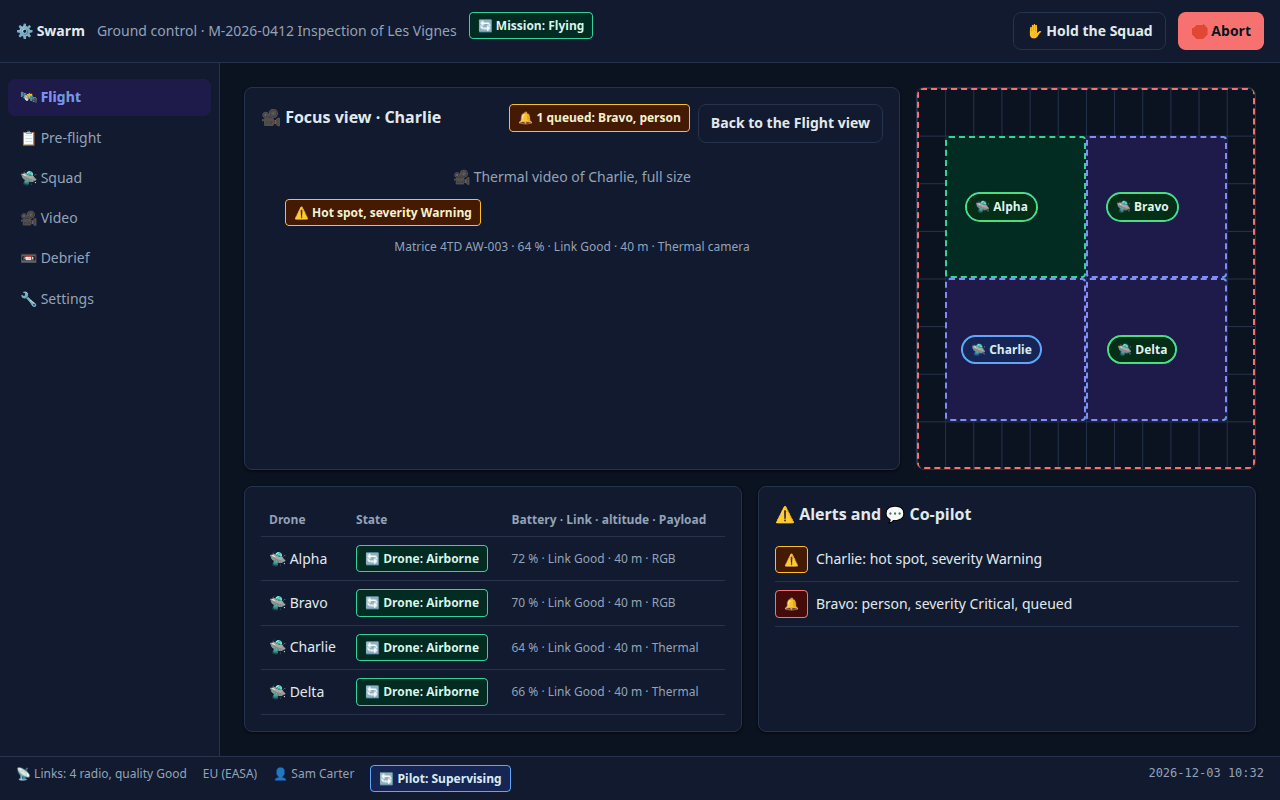 Swarm Ground control · M-2026-0412 Inspection of Les Vignes Mission: Flying Hold the Squad Abort
Flight
Pre-flight
Squad
Video
Debrief
Settings
Focus view · Charlie 1 queued: Bravo, person Back to the Flight view
Thermal video of Charlie, full size
Hot spot, severity Warning
Matrice 4TD AW-003 · 64 % · Link Good · 40 m · Thermal camera
Alpha Bravo
Charlie Delta
Drone State Battery · Link · altitude · Payload
Alpha Drone: Airborne 72 % · Link Good · 40 m · RGB
Bravo Drone: Airborne 70 % · Link Good · 40 m · RGB
Charlie Drone: Airborne 64 % · Link Good · 40 m · Thermal
Delta Drone: Airborne 66 % · Link Good · 40 m · Thermal
Alerts and Co-pilot
Charlie: hot spot, severity Warning
Bravo: person, severity Critical, queued
Links: 4 radio, quality Good EU (EASA) Sam Carter Pilot: Supervising 2026-12-03 10:32